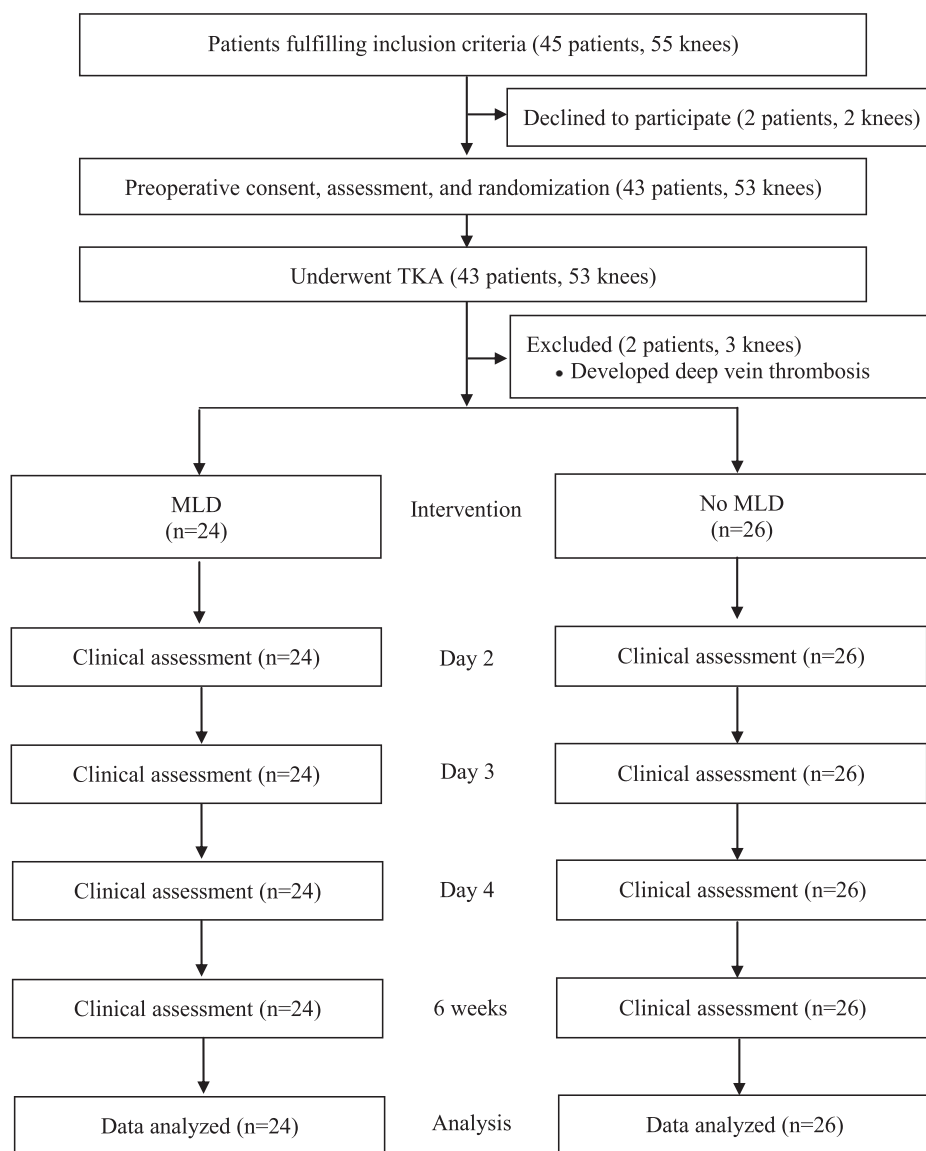 Patients fulfilling inclusion criteria (45 patients, 55 knees)
Declined to participate (2 patients, 2 knees)
Preoperative consent, assessment, and randomization (43 patients, 53 knees)
Underwent TKA (43 patients, 53 knees)
Excluded (2 patients, 3 knees)
• Developed deep vein thrombosis
MLD
(n=24)
Intervention
No MLD
(n=26)
Clinical assessment (n=24)
Day 2
Clinical assessment (n=26)
Clinical assessment (n=24)
Day 3
Clinical assessment (n=26)
Clinical assessment (n=24)
Day 4
Clinical assessment (n=26)
Clinical assessment (n=24)
6 weeks
Clinical assessment (n=26)
Data analyzed (n=24)
Analysis
Data analyzed (n=26)